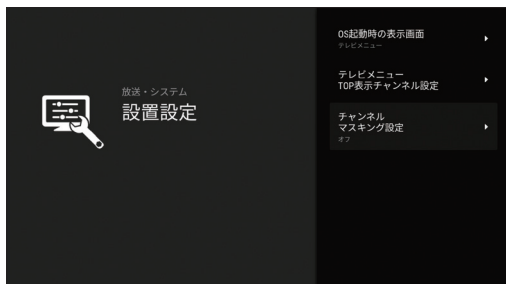 放送・システム
設置設定
OS起動時の表示画面
テレビメニュー
テレビメニュー
TOP表示チャンネル設定
チャンネル
マスキング設定
オフ